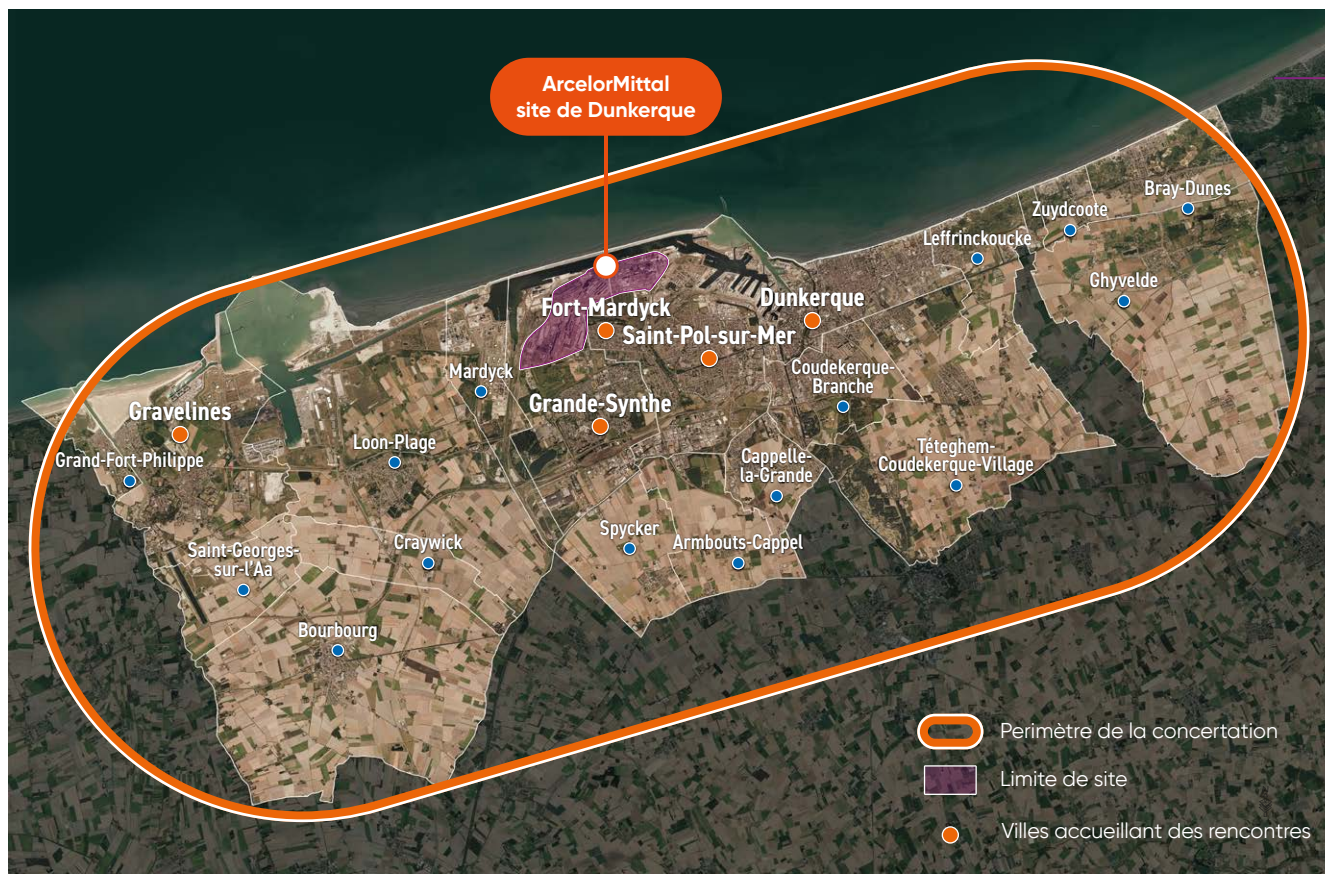 ArcelorMittal
site de Dunkerque
Bray-Dunes
Zuydcoote
Leffrinckoucke
Ghyvelde
Dunkerque
Fort-Mardyck
Saint-Pol-sur-Mer
Mardyck
Coudekerque-
Branche
Grande-Synthe
Gravelines
Loon-Plage
Grand-Fort-Philippe
Cappelle-
la-Grande
Téteghem-
Coudekerque-Village
Spycker
Armbouts-Cappel
Craywick
Saint-Georges-
sur-l'Aa
Bourbourg
Perimètre de la concertation
Limite de site
Villes accueillant des rencontres